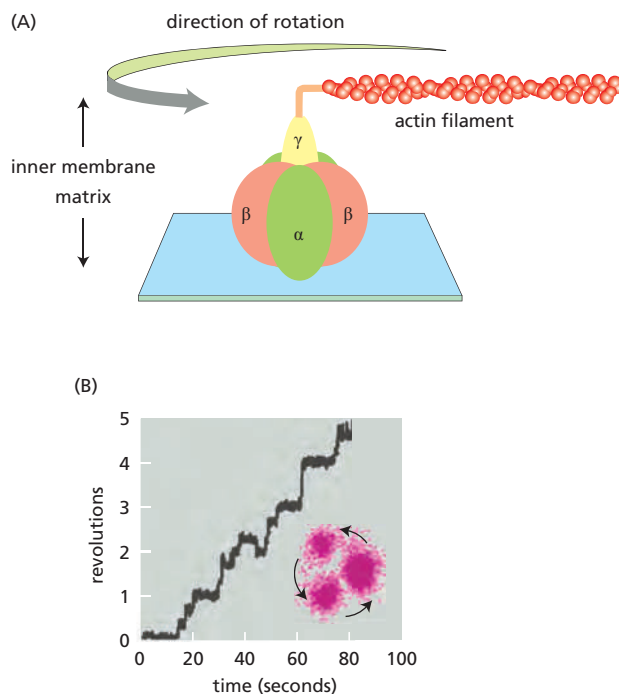 (A)
direction of rotation
inner membrane
matrix
actin filament
γ
β
α
β
(B)
revolutions
5
4
3
2
1
0
0
20
40
60
80
100
time (seconds)